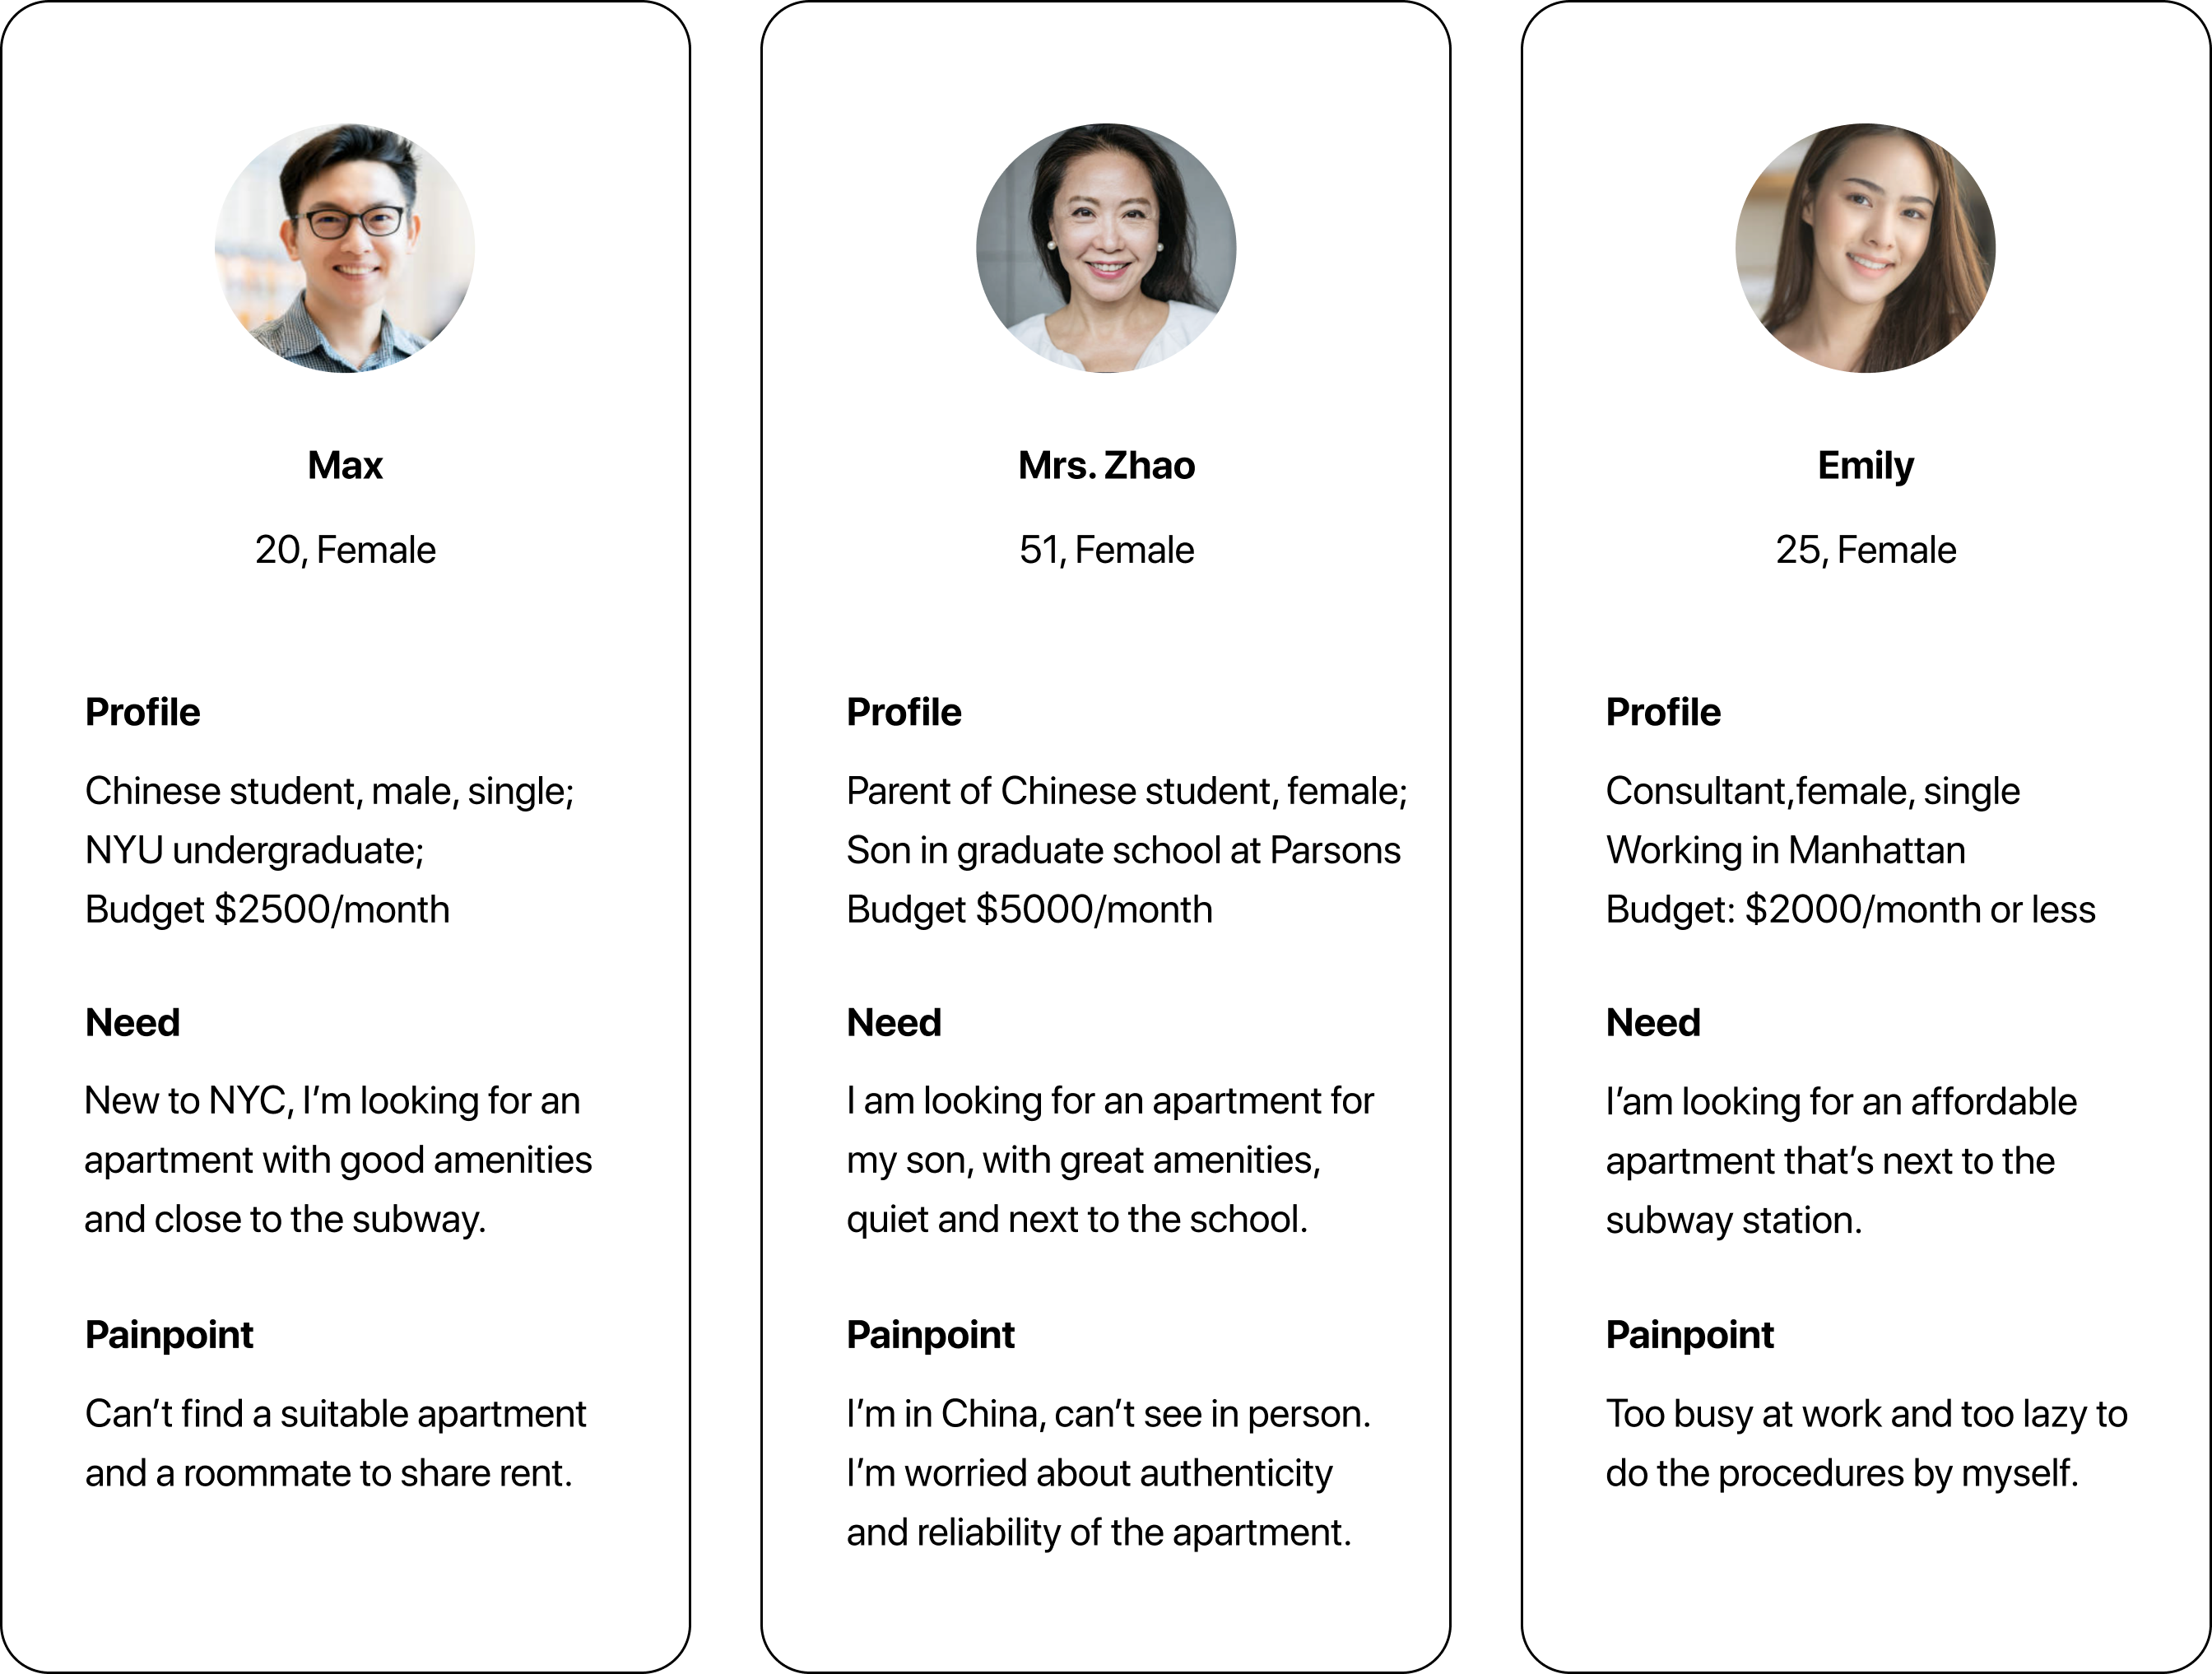 Max
20, Female
Profile
Chinese student, male, single;
NYU undergraduate;
Budget $2500/month
Need
New to NYC, I’m looking for an
apartment with good amenities
and close to the subway.
Painpoint
Can’t find a suitable apartment
and a roommate to share rent.
Mrs. Zhao
51, Female
Profile
Parent of Chinese student, female;
Son in graduate school at Parsons
Budget $5000/month
Need
I am looking for an apartment for
my son, with great amenities,
quiet and next to the school.
Painpoint
I’m in China, can’t see in person.
I’m worried about authenticity
and reliability of the apartment.
Emily
25, Female
Profile
Consultant,female, single
Working in Manhattan
Budget: $2000/month or less
Need
I’am looking for an affordable
apartment that’s next to the
subway station.
Painpoint
Too busy at work and too lazy to
do the procedures by myself.